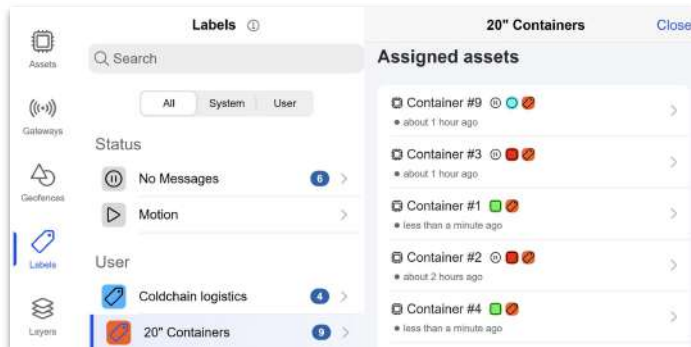 Assets
Gateways
Geofences
Labels
Layers
Labels
Search
All System User
Status
No Messages 6
Motion
User
Coldchain logistics 4
20" Containers 9
20" Containers Close
Assigned assets
Container #9
about 1 hour ago
Container #3
about 1 hour ago
Container #1
less than a minute ago
Container #2
about 2 hours ago
Container #4
less than a minute ago